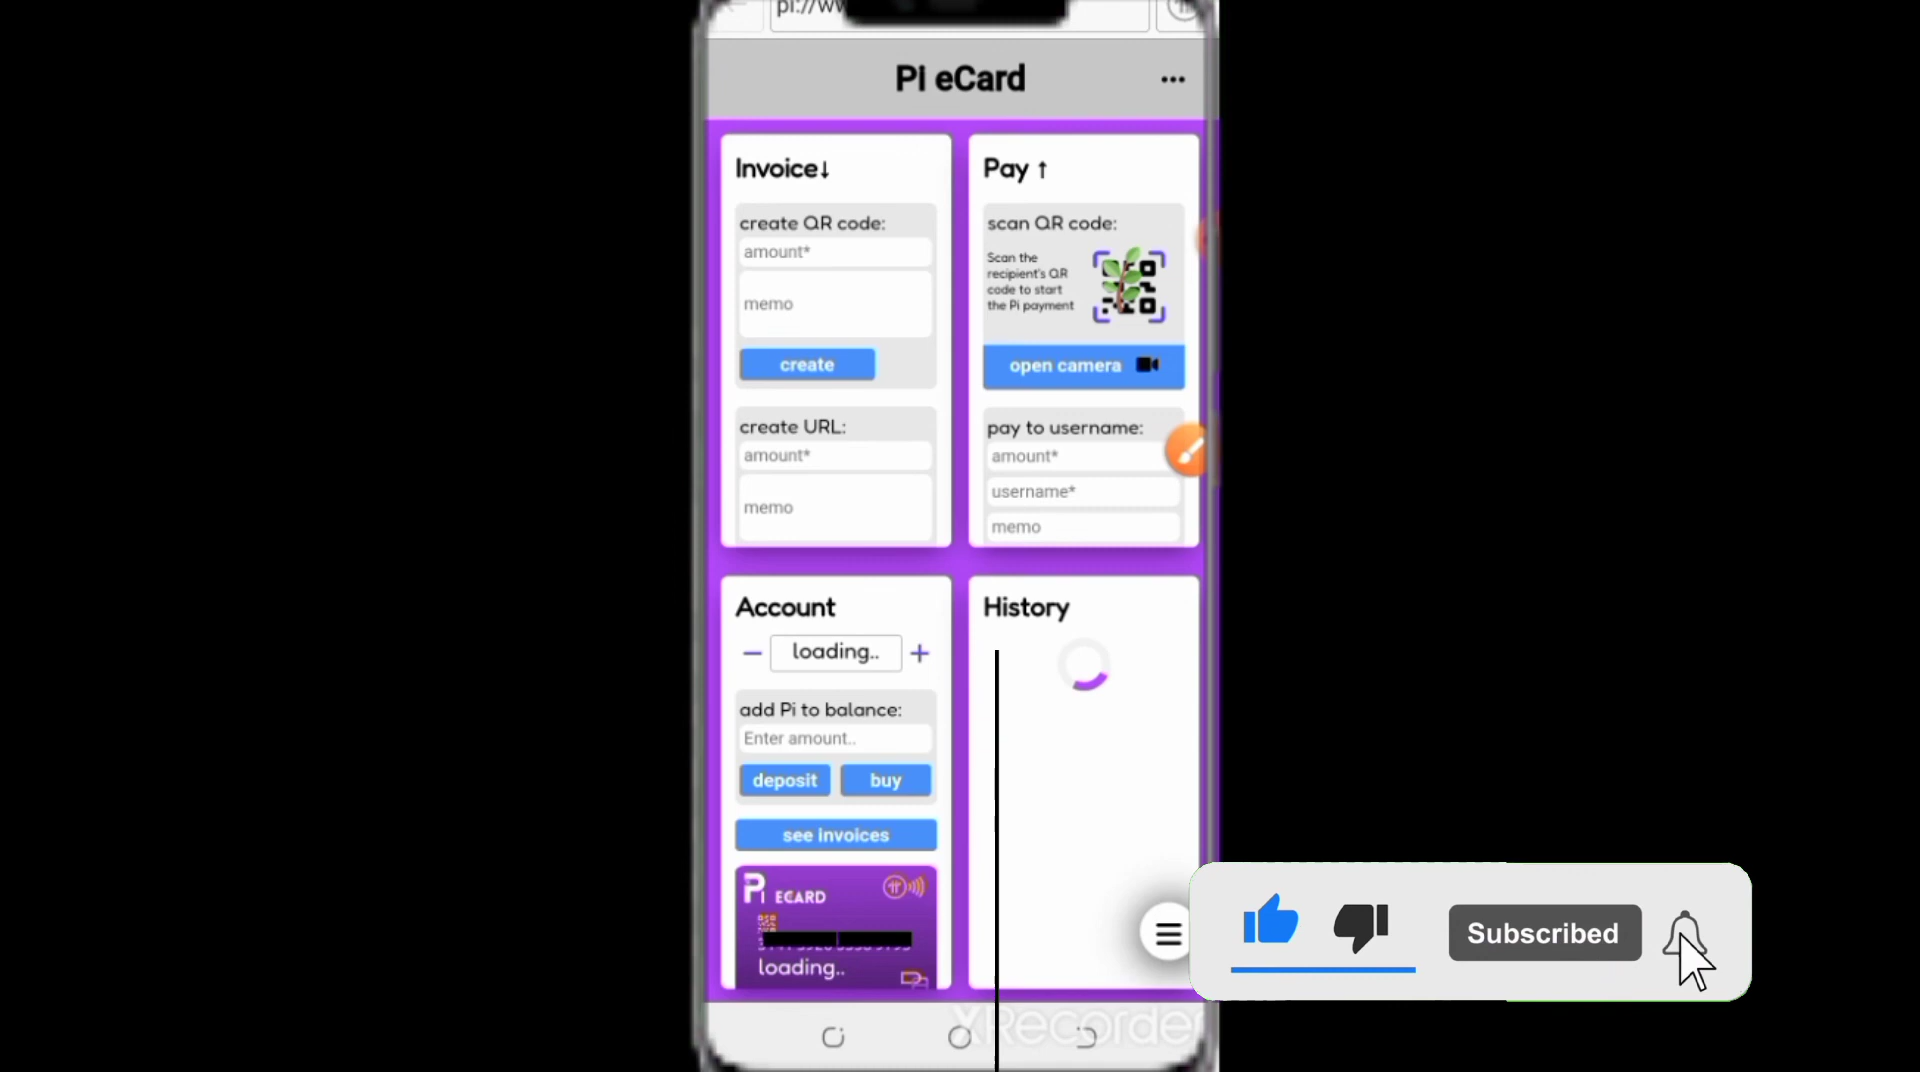 pi://ww
Pi eCard
Invoice↓
create QR code:
amount*
memo
create
create URL:
amount*
memo
Pay ↑
scan QR code:
Scan the
recipient's QR
code to start
the Pi payment
open camera
pay to username:
amount*
username*
memo
Account
− loading.. +
add Pi to balance:
Enter amount..
deposit buy
see invoices
Pi ECARD
loading..
History
Subscribed
XRecorder